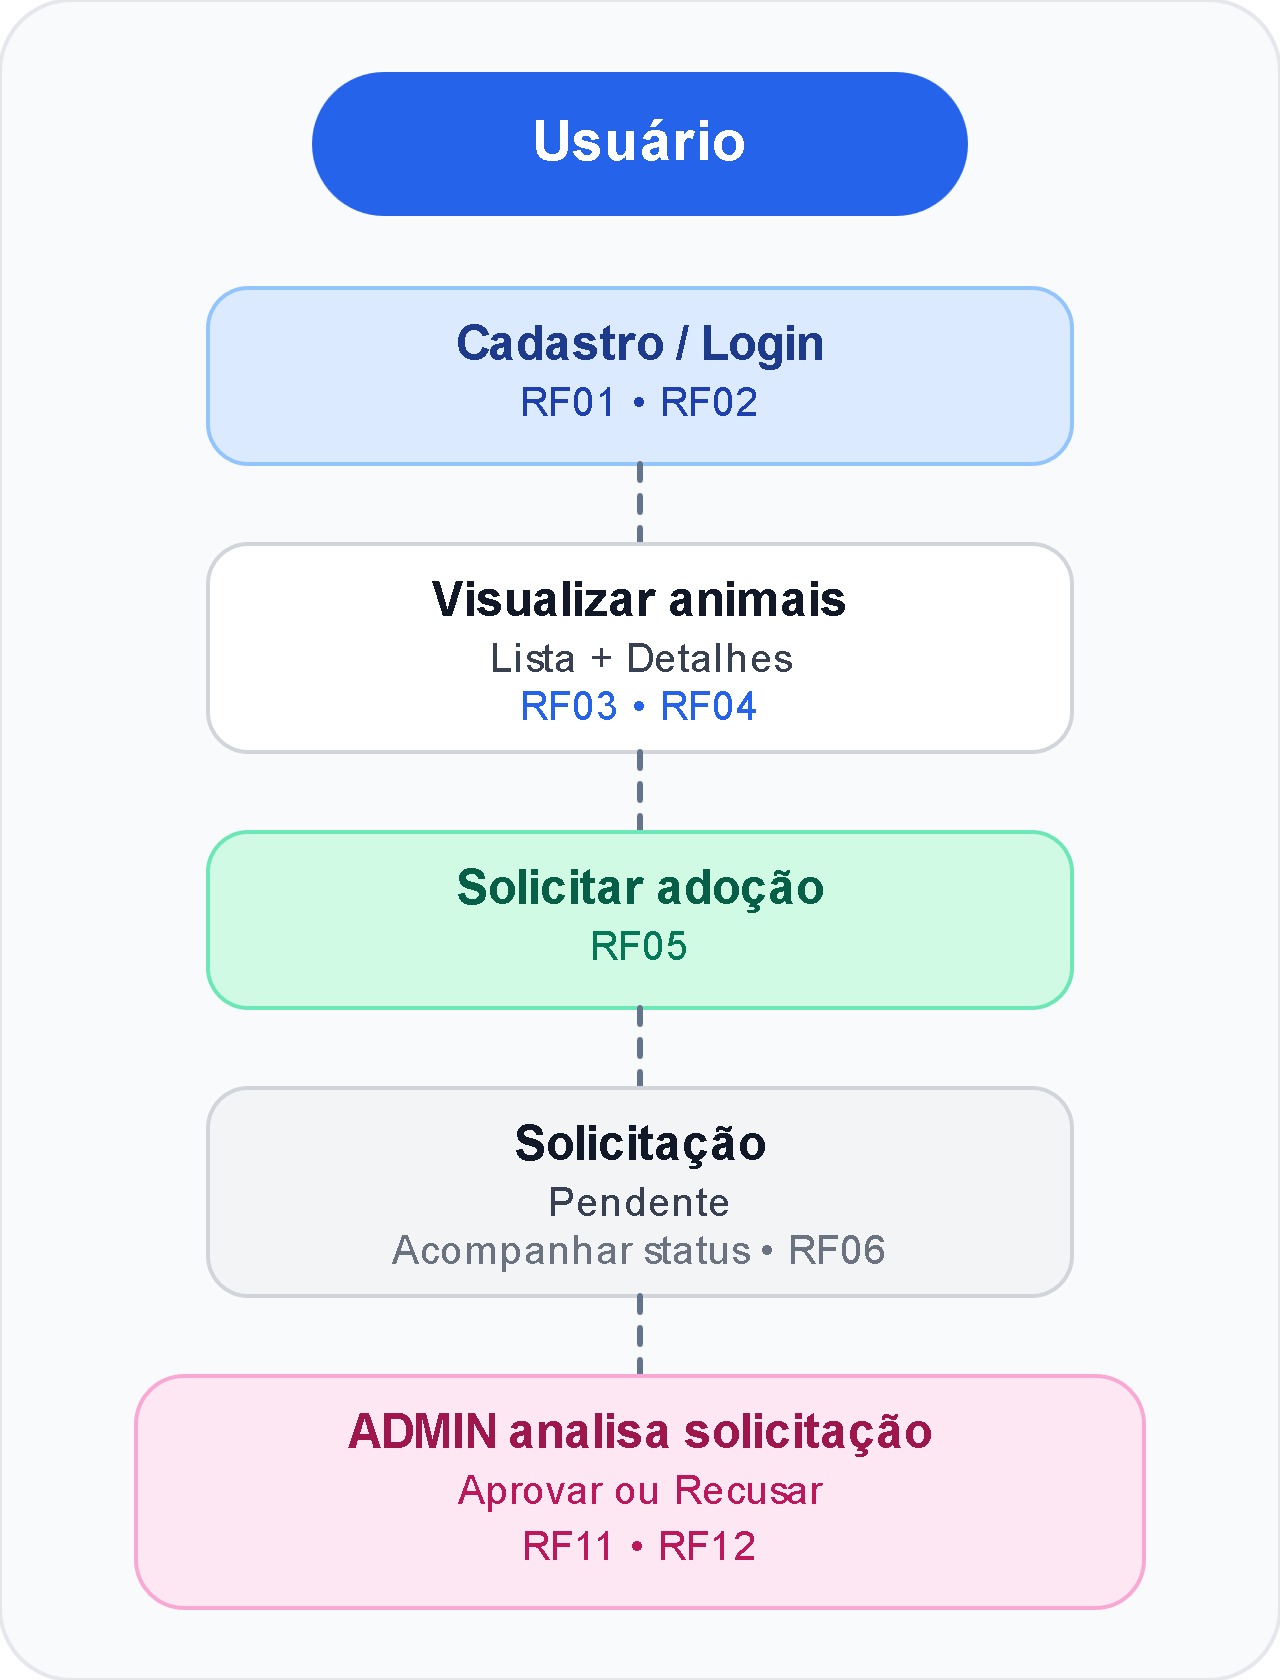 Usuário
Cadastro / Login
RF01 • RF02
Visualizar animais
Lista + Detalhes
RF03 • RF04
Solicitar adoção
RF05
Solicitação
Pendente
Acompanhar status • RF06
ADMIN analisa solicitação
Aprovar ou Recusar
RF11 • RF12